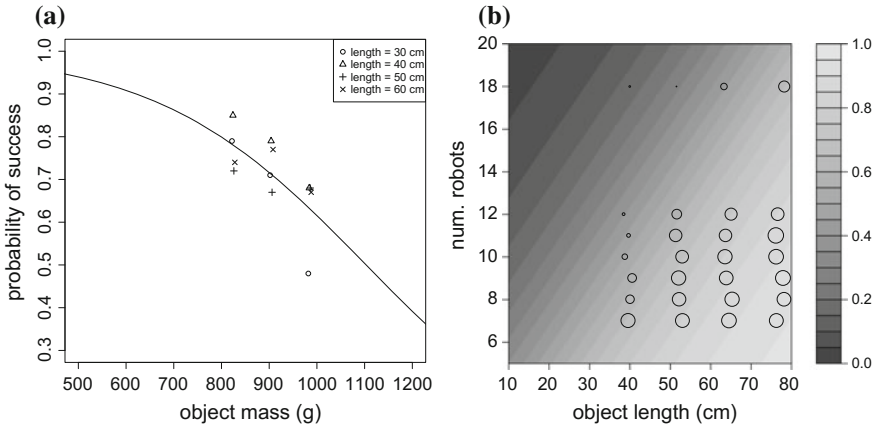 (a)
probability of success
1.0
0.9
0.8
0.7
0.6
0.5
0.4
0.3
length = 30 cm
length = 40 cm
length = 50 cm
length = 60 cm
500 600 700 800 900 1000 1100 1200
object mass (g)
(b)
num. robots
20
18
16
14
12
10
8
6
10 20 30 40 50 60 70 80
object length (cm)
1.0
0.8
0.6
0.4
0.2
0.0